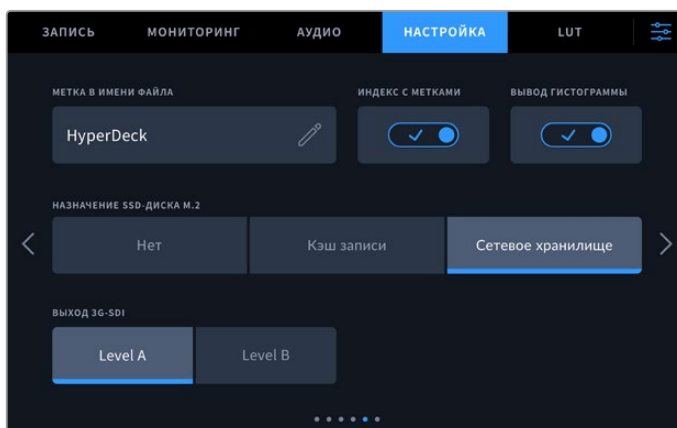 ЗАПИСЬ МОНИТОРИНГ АУДИО НАСТРОЙКА LUT
МЕТКА В ИМЕНИ ФАЙЛА ИНДЕКС С МЕТКАМИ ВЫВОД ГИСТОГРАММЫ
HyperDeck
НАЗНАЧЕНИЕ SSD-ДИСКА M.2
Нет Кэш записи Сетевое хранилище
ВЫХОД 3G-SDI
Level A Level B